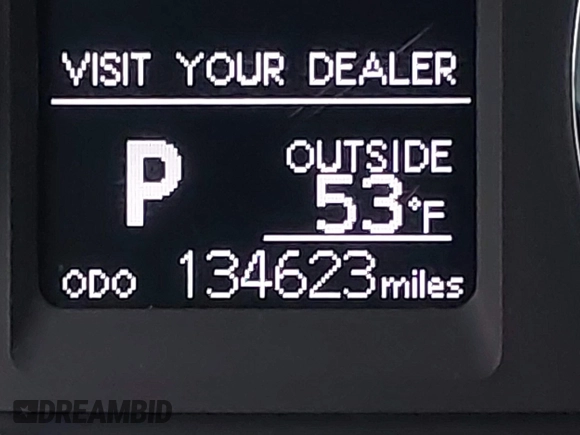 VISIT YOUR DEALER
P
OUTSIDE
53°F
ODO 134623 miles
DREAMBID